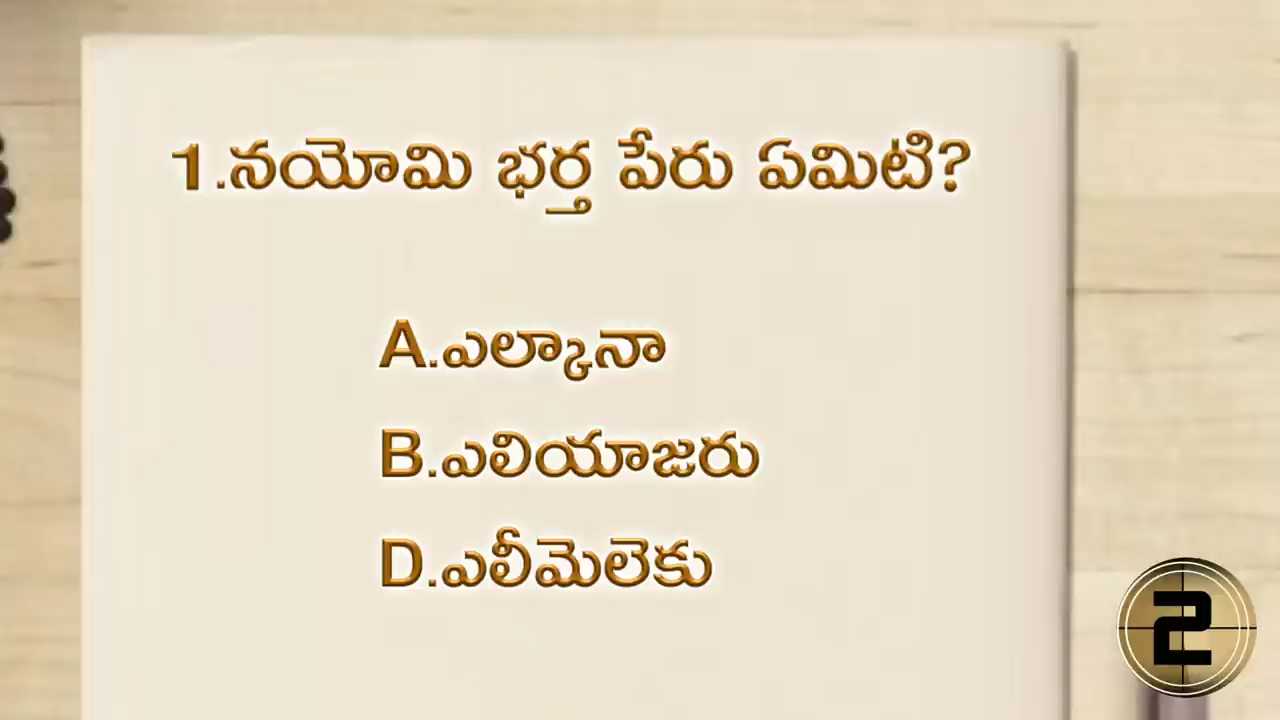 1.నయోమి భర్త పేరు ఏమిటి?
A.ఎల్కానా
B.ఎలియాజరు
D.ఎలీమెలెకు
2